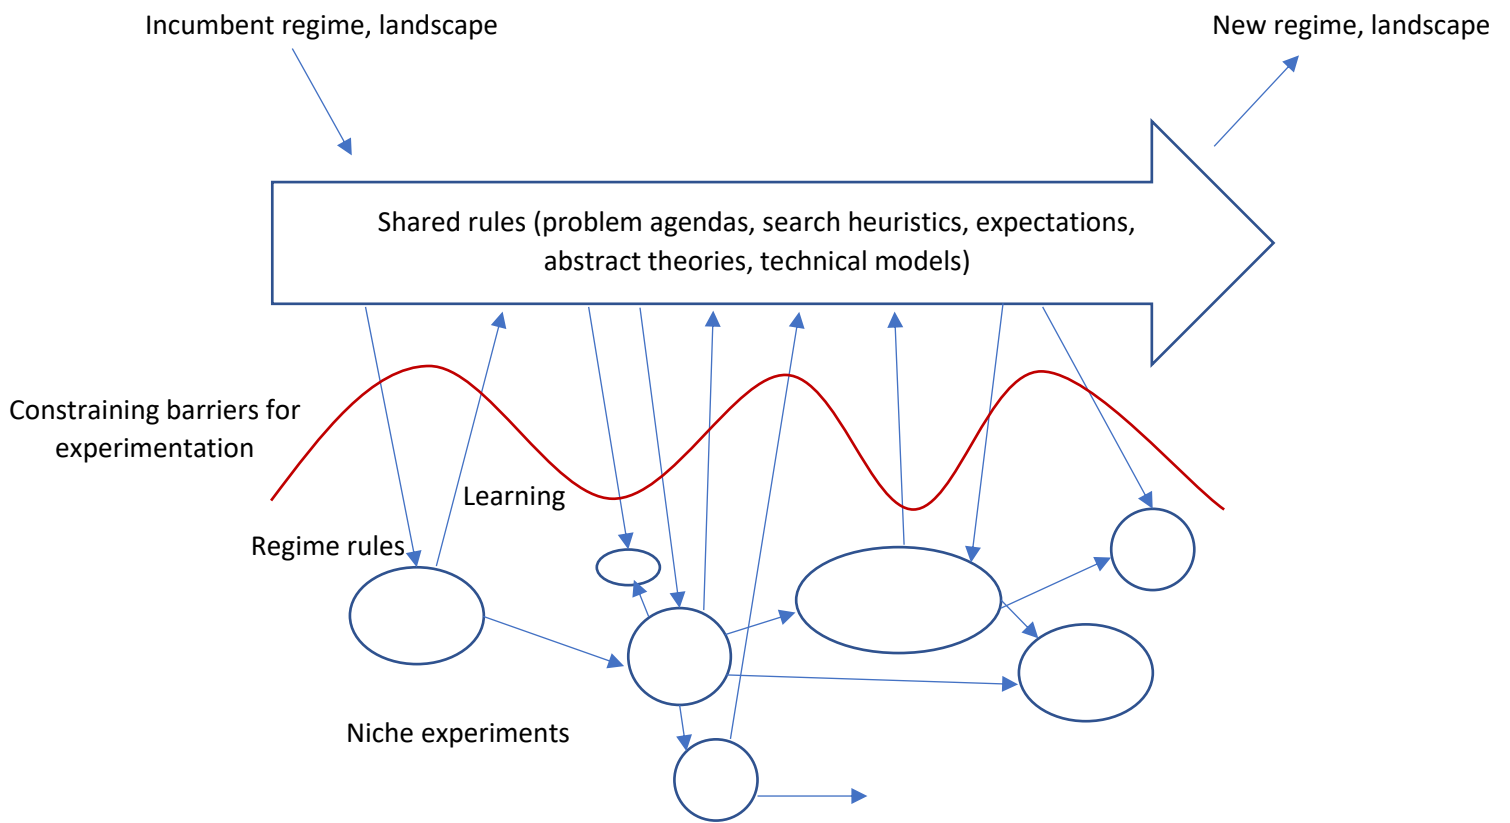 Incumbent regime, landscape
New regime, landscape
Shared rules (problem agendas, search heuristics, expectations,
abstract theories, technical models)
Constraining barriers for
experimentation
Learning
Regime rules
Niche experiments